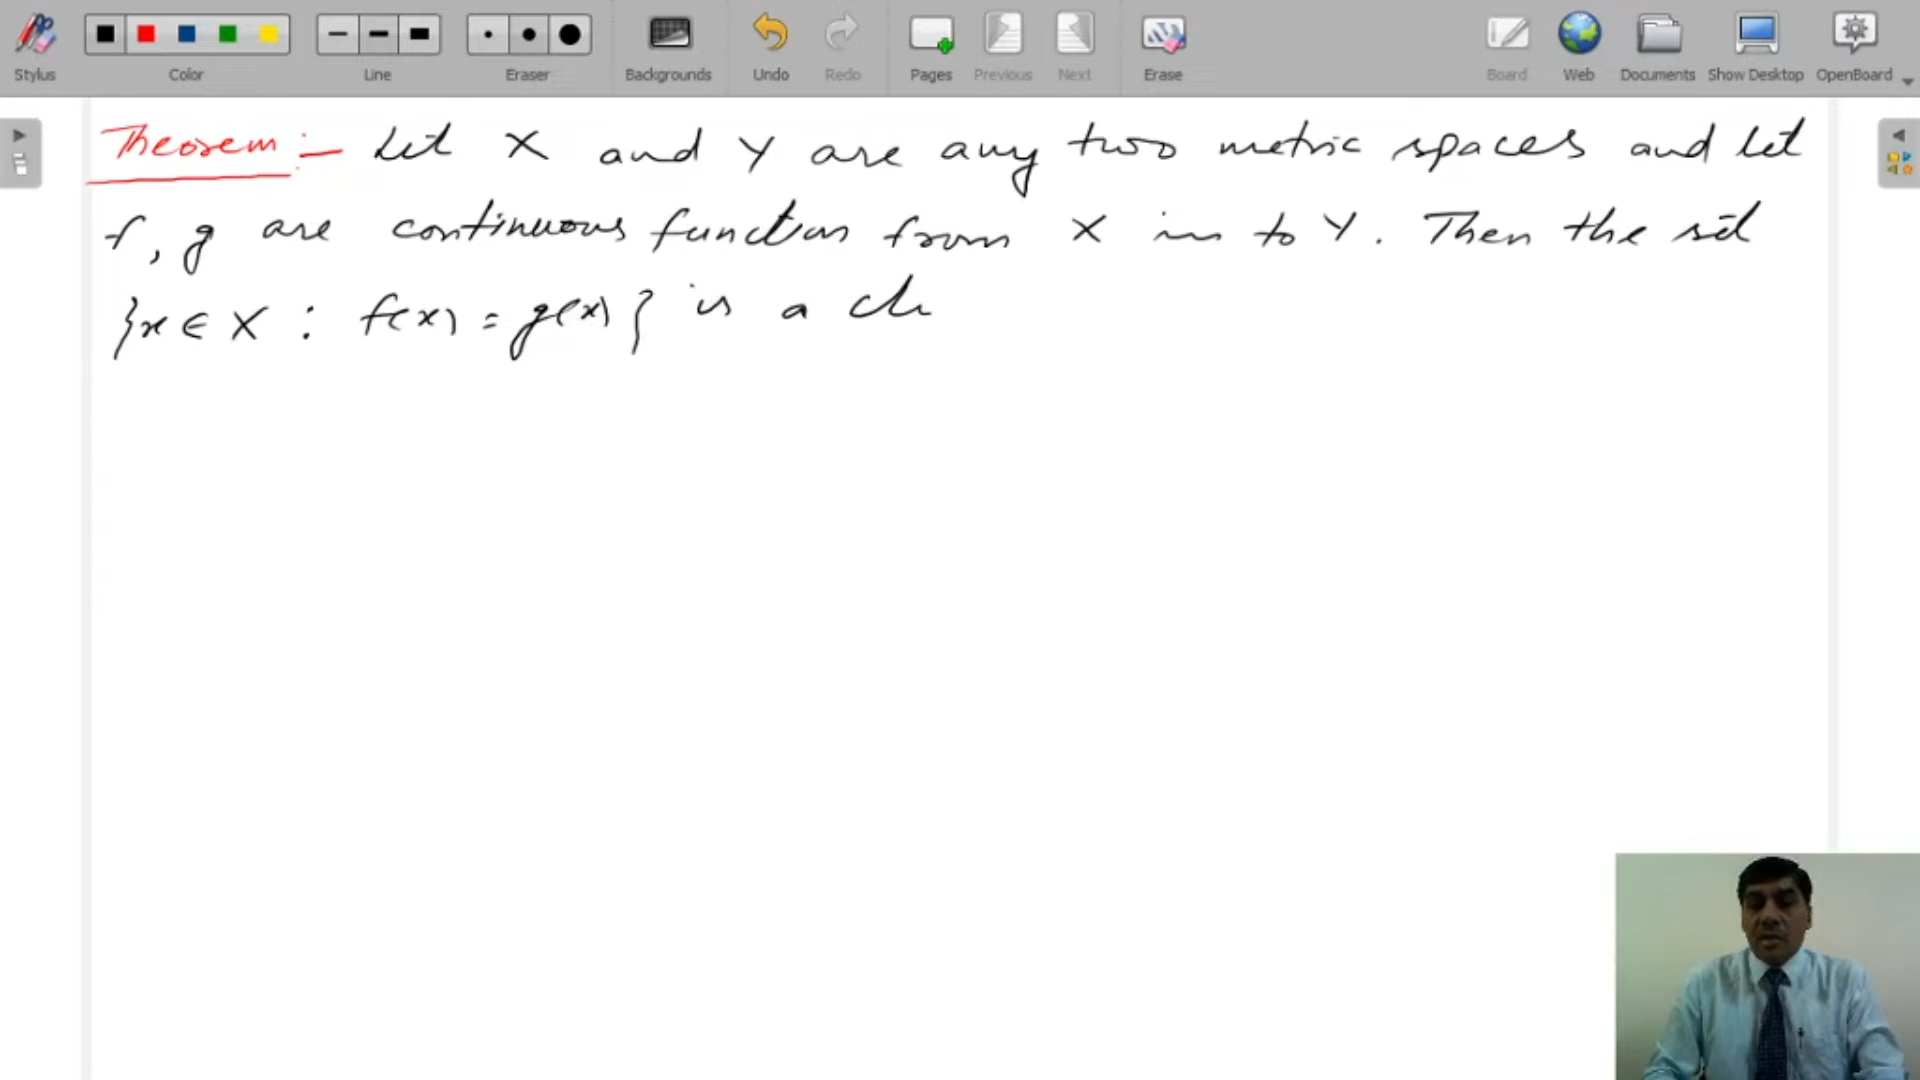 Stylus
Color
Line
Eraser
Backgrounds
Undo
Redo
Pages
Previous
Next
Erase
Board
Web
Documents
Show Desktop
OpenBoard
Theorem :- Let X and Y are any two metric spaces and let
f, g are continuous function from X in to Y. Then the set
{x ∈ X : f(x) = g(x)} is a clo